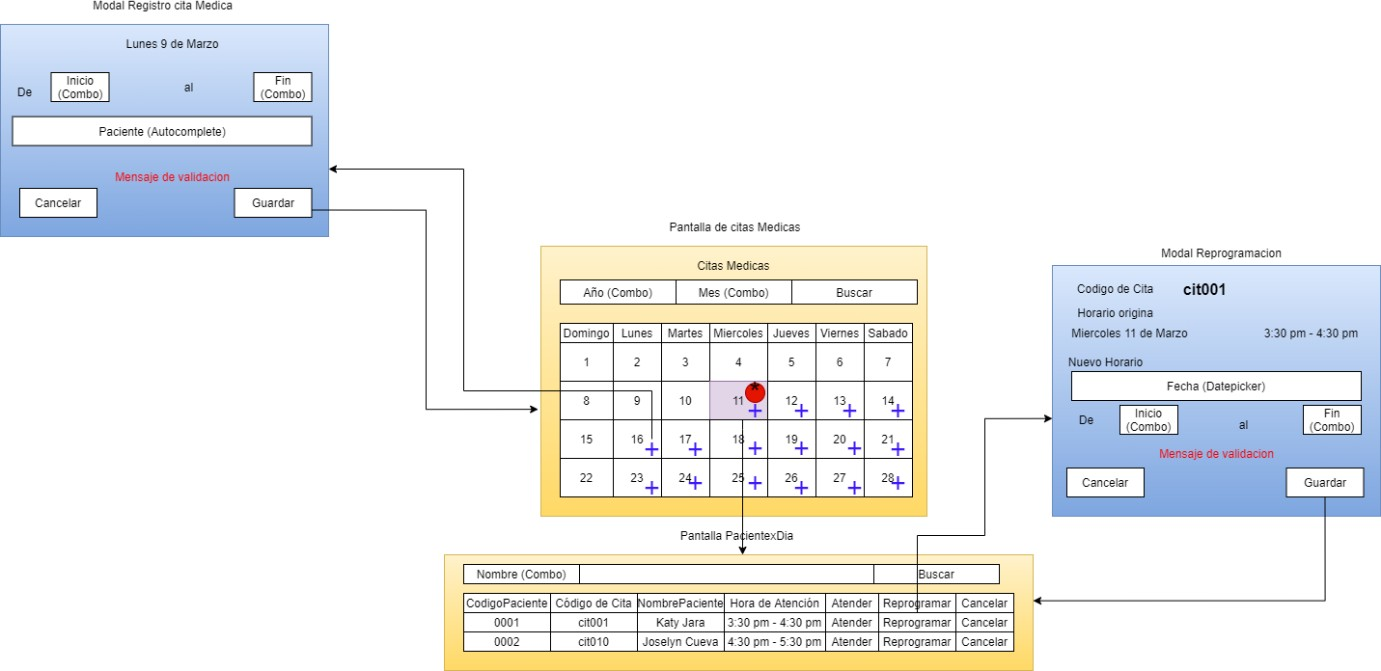 Modal Registro cita Medica
Lunes 9 de Marzo
De
Inicio
(Combo)
al
Fin
(Combo)
Paciente (Autocomplete)
Mensaje de validacion
Cancelar
Guardar
Pantalla de citas Medicas
Citas Medicas
Año (Combo) Mes (Combo) Buscar
Domingo Lunes Martes Miercoles Jueves Viernes Sabado
1 2 3 4 5 6 7
8 9 10 11 * + 12 + 13 + 14 +
15 16 + 17 + 18 + 19 + 20 + 21 +
22 23 + 24 + 25 + 26 + 27 + 28 +
Modal Reprogramacion
Codigo de Cita cit001
Horario origina
Miercoles 11 de Marzo 3:30 pm - 4:30 pm
Nuevo Horario
Fecha (Datepicker)
De
Inicio
(Combo)
al
Fin
(Combo)
Mensaje de validacion
Cancelar
Guardar
Pantalla PacientexDia
Nombre (Combo) Buscar
CodigoPaciente Código de Cita NombrePaciente Hora de Atención Atender Reprogramar Cancelar
0001 cit001 Katy Jara 3:30 pm - 4:30 pm Atender Reprogramar Cancelar
0002 cit010 Joselyn Cueva 4:30 pm - 5:30 pm Atender Reprogramar Cancelar